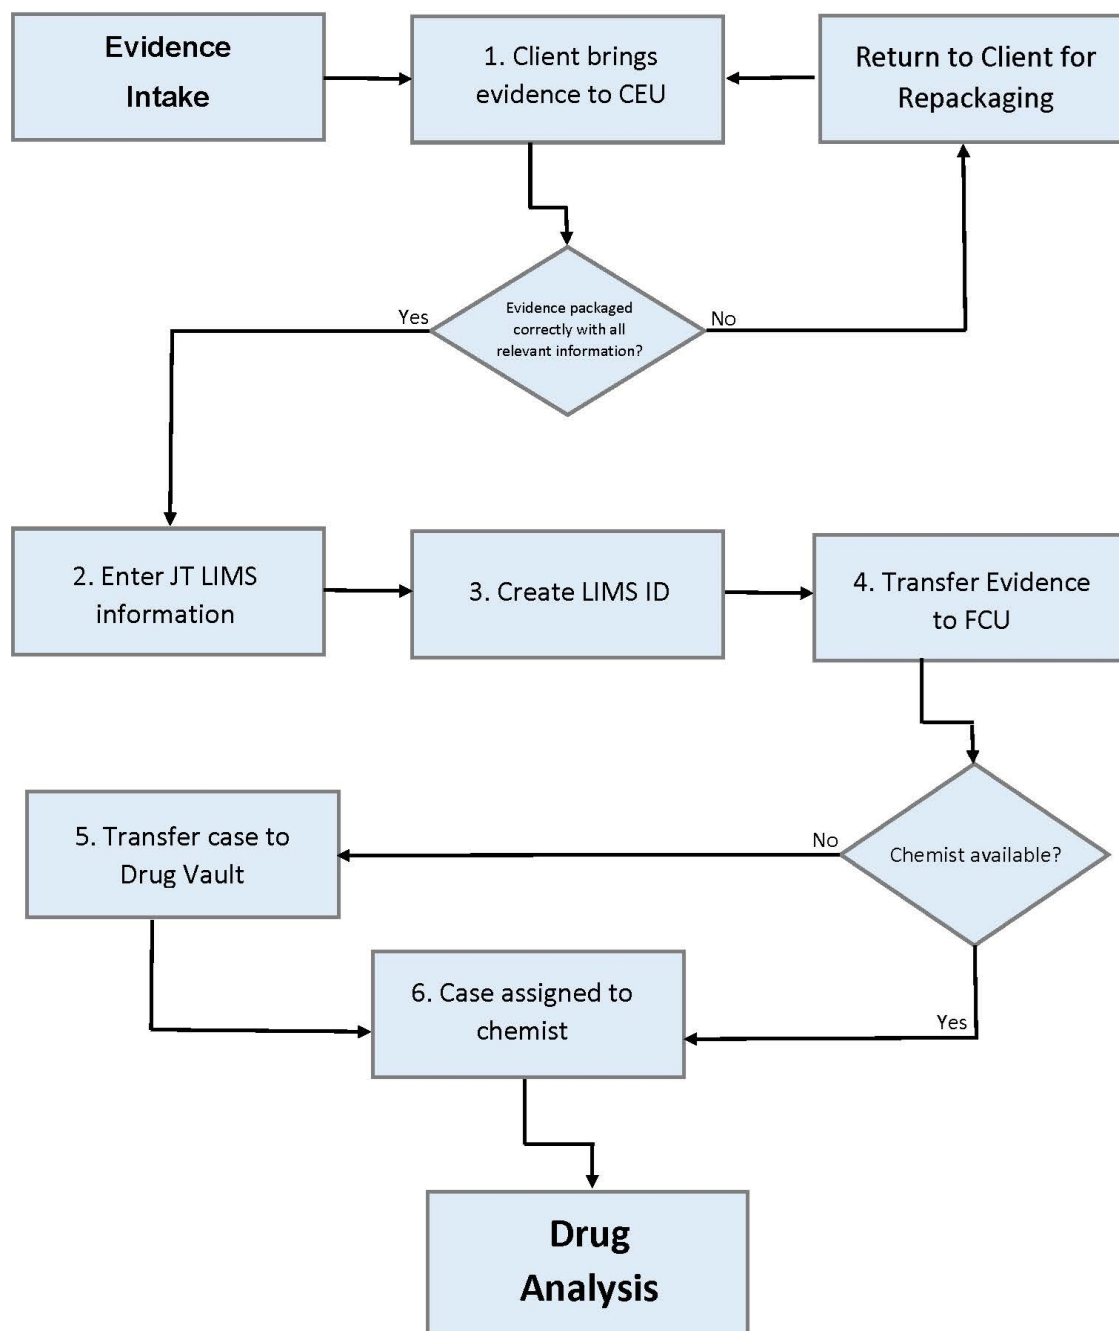 Evidence
Intake
1. Client brings
evidence to CEU
Return to Client for
Repackaging
Evidence packaged
correctly with all
relevant information?
Yes
No
2. Enter JT LIMS
information
3. Create LIMS ID
4. Transfer Evidence
to FCU
5. Transfer case to
Drug Vault
No
Chemist available?
6. Case assigned to
chemist
Yes
Drug
Analysis